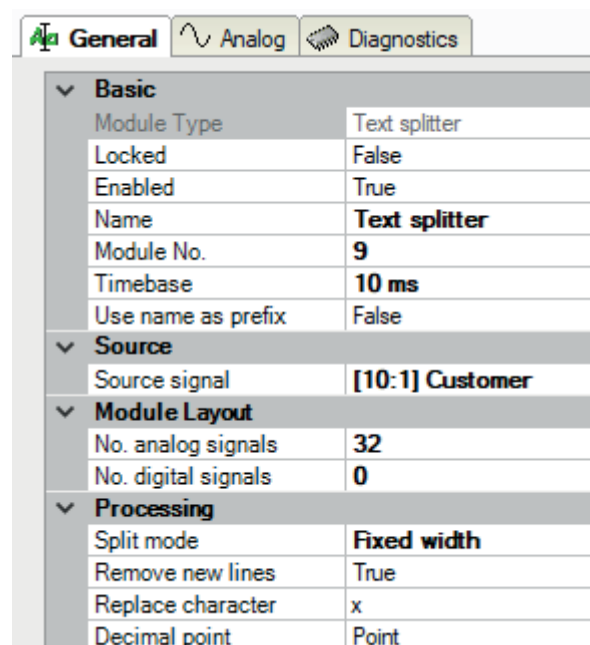 General Analog Diagnostics
Basic
Module Type Text splitter
Locked False
Enabled True
Name Text splitter
Module No. 9
Timebase 10 ms
Use name as prefix False
Source
Source signal [10:1] Customer
Module Layout
No. analog signals 32
No. digital signals 0
Processing
Split mode Fixed width
Remove new lines True
Replace character x
Decimal point Point